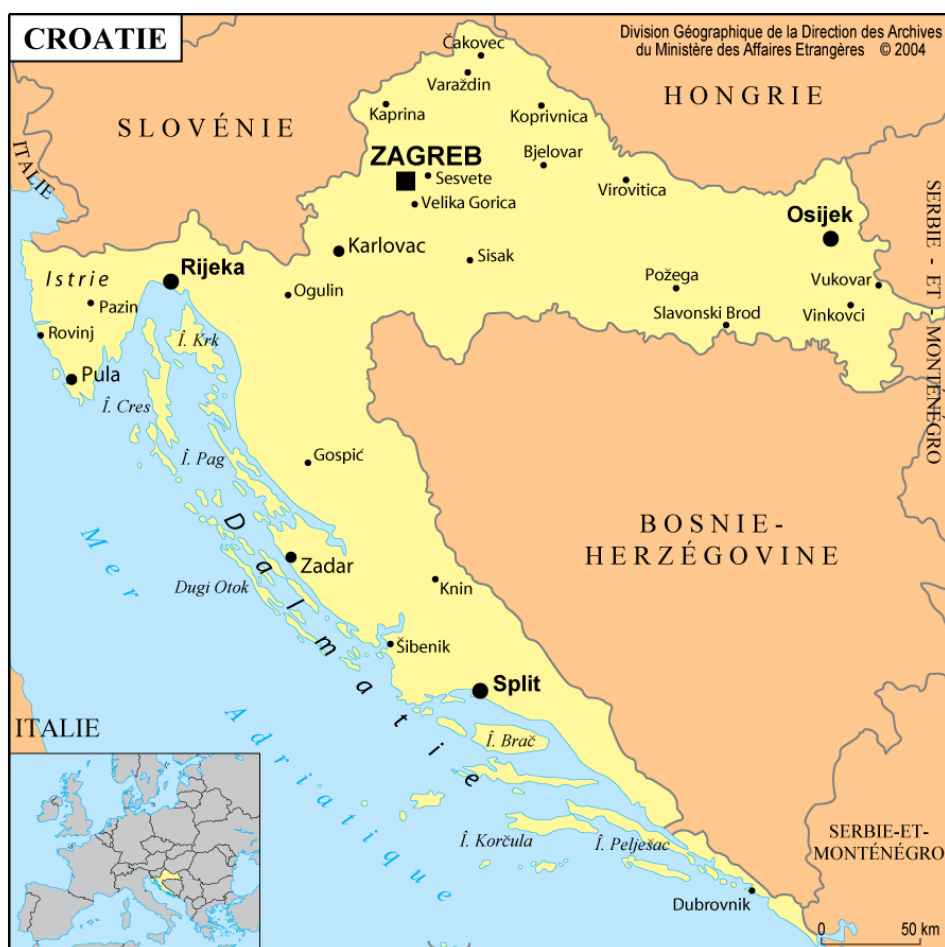 CROATIE
Division Géographique de la Direction des Archives
du Ministère des Affaires Etrangères © 2004
Čakovec
Varaždin
HONGRIE
Kaprina
Koprivnica
SLOVÉNIE
ITALIE
ZAGREB
Bjelovar
Sesvete
Virovitica
Velika Gorica
SERBIE - ET - MONTÉNÉGRO
Osijek
Karlovac
Sisak
Rijeka
Istrie
Požega
Vukovar
Ogulin
Pazin
Slavonski Brod
Vinkovci
Rovinj
Î. Krk
Pula
Î. Cres
Gospić
Î. Pag
BOSNIE-
HERZÉGOVINE
Dalmatie
Mer Adriatique
Zadar
Dugi Otok
Knin
Šibenik
Split
ITALIE
Î. Brač
Î. Korčula
Î. Pelješac
SERBIE-ET-
MONTÉNÉGRO
Dubrovnik
0 50 km